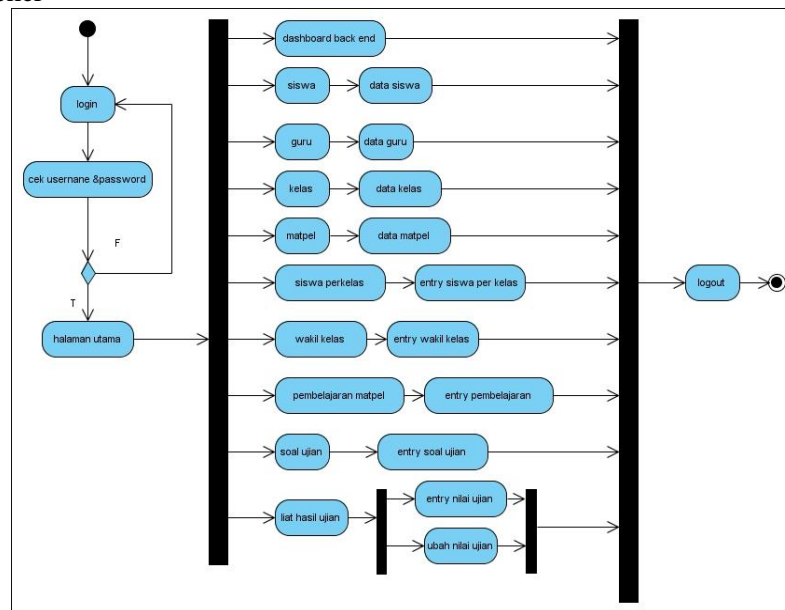 dashboard back end
login
siswa
data siswa
cek usernane &password
guru
data guru
kelas
data kelas
F
matpel
data matpel
T
siswa perkelas
entry siswa per kelas
logout
halaman utama
wakil kelas
entry wakil kelas
pembelajaran matpel
entry pembelajaran
soal ujian
entry soal ujian
liat hasil ujian
entry nilai ujian
ubah nilai ujian